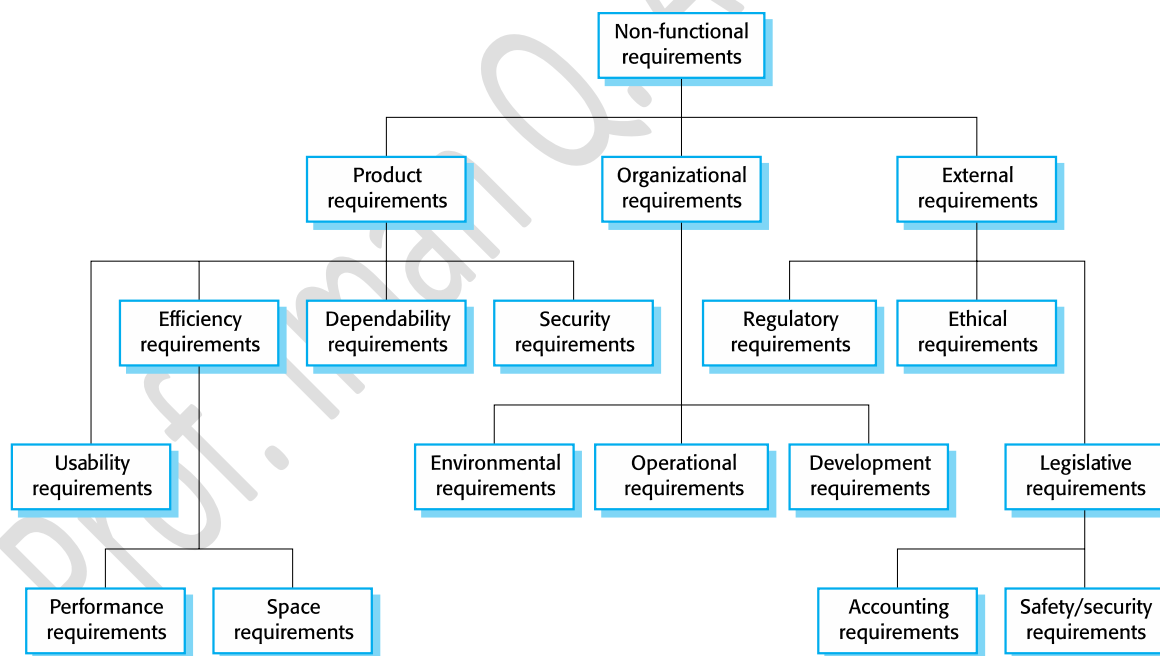 Non-functional
requirements
Product
requirements
Organizational
requirements
External
requirements
Efficiency
requirements
Dependability
requirements
Security
requirements
Regulatory
requirements
Ethical
requirements
Usability
requirements
Environmental
requirements
Operational
requirements
Development
requirements
Legislative
requirements
Performance
requirements
Space
requirements
Accounting
requirements
Safety/security
requirements
Prof. Iman Q.